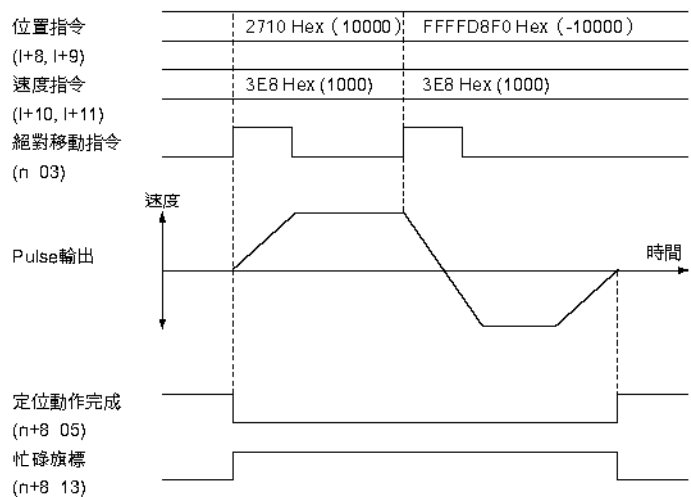 位置指令 2710 Hex (10000) FFFFD8F0 Hex (-10000)
(l+8, l+9)
速度指令 3E8 Hex (1000) 3E8 Hex (1000)
(l+10, l+11)
絕對移動指令
(n 03)
速度
Pulse輸出 時間
定位動作完成
(n+8 05)
忙碌旗標
(n+8 13)